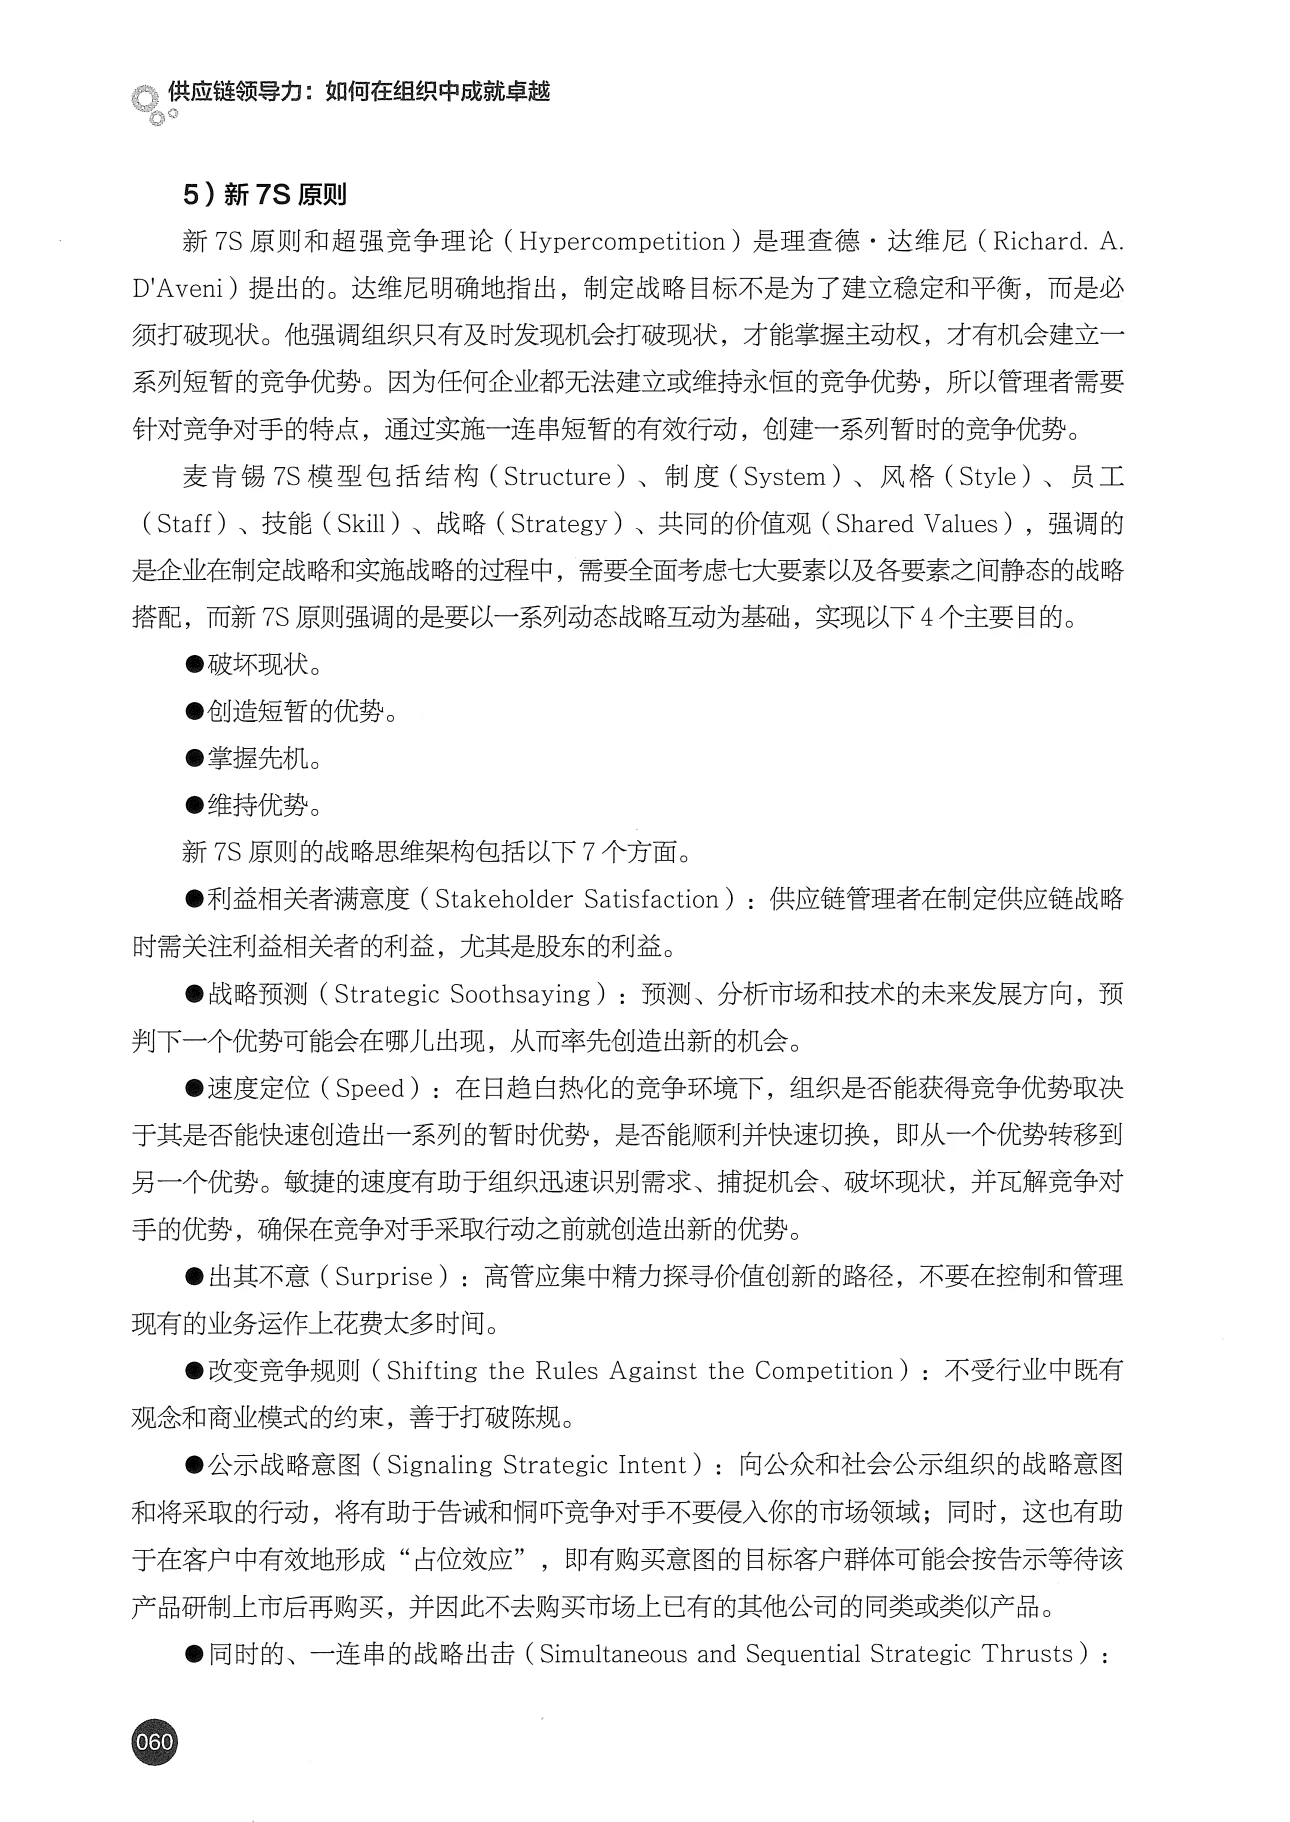 供应链领导力：如何在组织中成就卓越
5）新 7S 原则
新 7S 原则和超强竞争理论（Hypercompetition）是理查德·达维尼（Richard. A.
D'Aveni）提出的。达维尼明确地指出，制定战略目标不是为了建立稳定和平衡，而是必
须打破现状。他强调组织只有及时发现机会打破现状，才能掌握主动权，才有机会建立一
系列短暂的竞争优势。因为任何企业都无法建立或维持永恒的竞争优势，所以管理者需要
针对竞争对手的特点，通过实施一连串短暂的有效行动，创建一系列暂时的竞争优势。
麦肯锡 7S 模型包括结构（Structure）、制度（System）、风格（Style）、员工
（Staff）、技能（Skill）、战略（Strategy）、共同的价值观（Shared Values），强调的
是企业在制定战略和实施战略的过程中，需要全面考虑七大要素以及各要素之间静态的战略
搭配，而新 7S 原则强调的是要以一系列动态战略互动为基础，实现以下 4 个主要目的。
●破坏现状。
●创造短暂的优势。
●掌握先机。
●维持优势。
新 7S 原则的战略思维架构包括以下 7 个方面。
●利益相关者满意度（Stakeholder Satisfaction）：供应链管理者在制定供应链战略
时需关注利益相关者的利益，尤其是股东的利益。
●战略预测（Strategic Soothsaying）：预测、分析市场和技术的未来发展方向，预
判下一个优势可能会在哪儿出现，从而率先创造出新的机会。
●速度定位（Speed）：在日趋白热化的竞争环境下，组织是否能获得竞争优势取决
于其是否能快速创造出一系列的暂时优势，是否能顺利并快速切换，即从一个优势转移到
另一个优势。敏捷的速度有助于组织迅速识别需求、捕捉机会、破坏现状，并瓦解竞争对
手的优势，确保在竞争对手采取行动之前就创造出新的优势。
●出其不意（Surprise）：高管应集中精力探寻价值创新的路径，不要在控制和管理
现有的业务运作上花费太多时间。
●改变竞争规则（Shifting the Rules Against the Competition）：不受行业中既有
观念和商业模式的约束，善于打破陈规。
●公示战略意图（Signaling Strategic Intent）：向公众和社会公示组织的战略意图
和将采取的行动，将有助于告诫和恫吓竞争对手不要侵入你的市场领域；同时，这也有助
于在客户中有效地形成“占位效应”，即有购买意图的目标客户群体可能会按告示等待该
产品研制上市后再购买，并因此不去购买市场上已有的其他公司的同类或类似产品。
●同时的、一连串的战略出击（Simultaneous and Sequential Strategic Thrusts）：
060